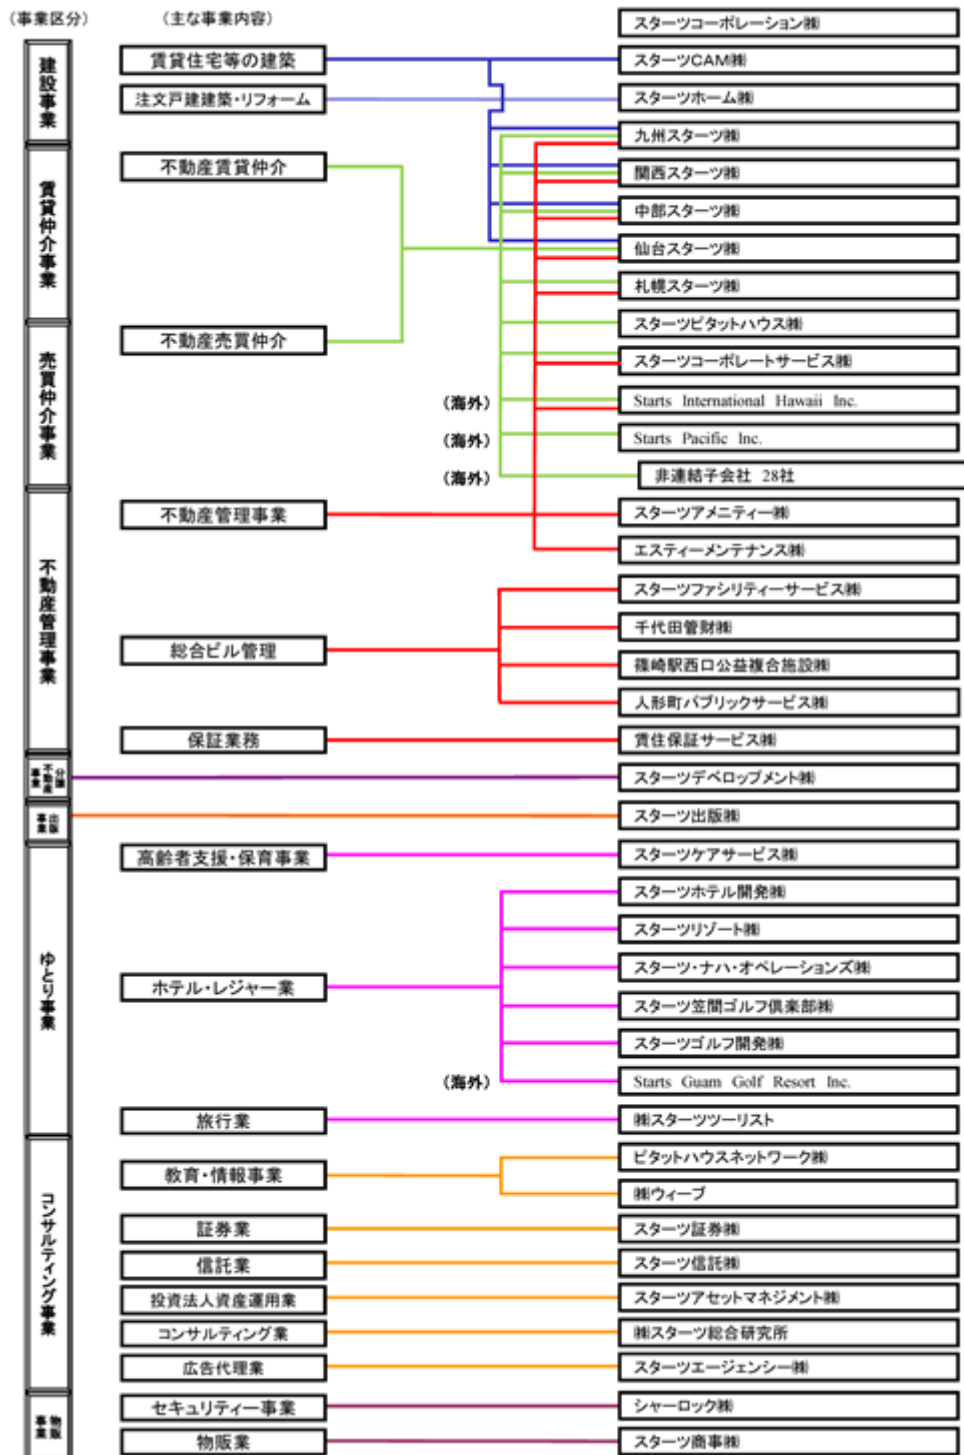 （事業区分）
（主な事業内容）
スターツコーポレーション㈱
建設事業
賃貸住宅等の建築
スターツCAM㈱
注文戸建建築・リフォーム
スターツホーム㈱
九州スターツ㈱
賃貸仲介事業
不動産賃貸仲介
関西スターツ㈱
中部スターツ㈱
仙台スターツ㈱
札幌スターツ㈱
売買仲介事業
不動産売買仲介
スターツピタットハウス㈱
スターツコーポレートサービス㈱
（海外）
Starts International Hawaii Inc.
（海外）
Starts Pacific Inc.
（海外）
非連結子会社 28社
不動産管理事業
不動産管理事業
スターツアメニティー㈱
エスティーメンテナンス㈱
スターツファシリティーサービス㈱
総合ビル管理
千代田管財㈱
篠崎駅西口公益複合施設㈱
人形町パブリックサービス㈱
保証業務
賃住保証サービス㈱
分譲不動産事業
スターツデベロップメント㈱
出版事業
スターツ出版㈱
ゆとり事業
高齢者支援・保育事業
スターツケアサービス㈱
スターツホテル開発㈱
スターツリゾート㈱
ホテル・レジャー業
スターツ・ナハ・オペレーションズ㈱
スターツ笠間ゴルフ倶楽部㈱
スターツゴルフ開発㈱
（海外）
Starts Guam Golf Resort Inc.
旅行業
㈱スターツツーリスト
コンサルティング事業
教育・情報事業
ピタットハウスネットワーク㈱
㈱ウィーブ
証券業
スターツ証券㈱
信託業
スターツ信託㈱
投資法人資産運用業
スターツアセットマネジメント㈱
コンサルティング業
㈱スターツ総合研究所
広告代理業
スターツエージェンシー㈱
物販事業
セキュリティー事業
シャーロック㈱
物販業
スターツ商事㈱